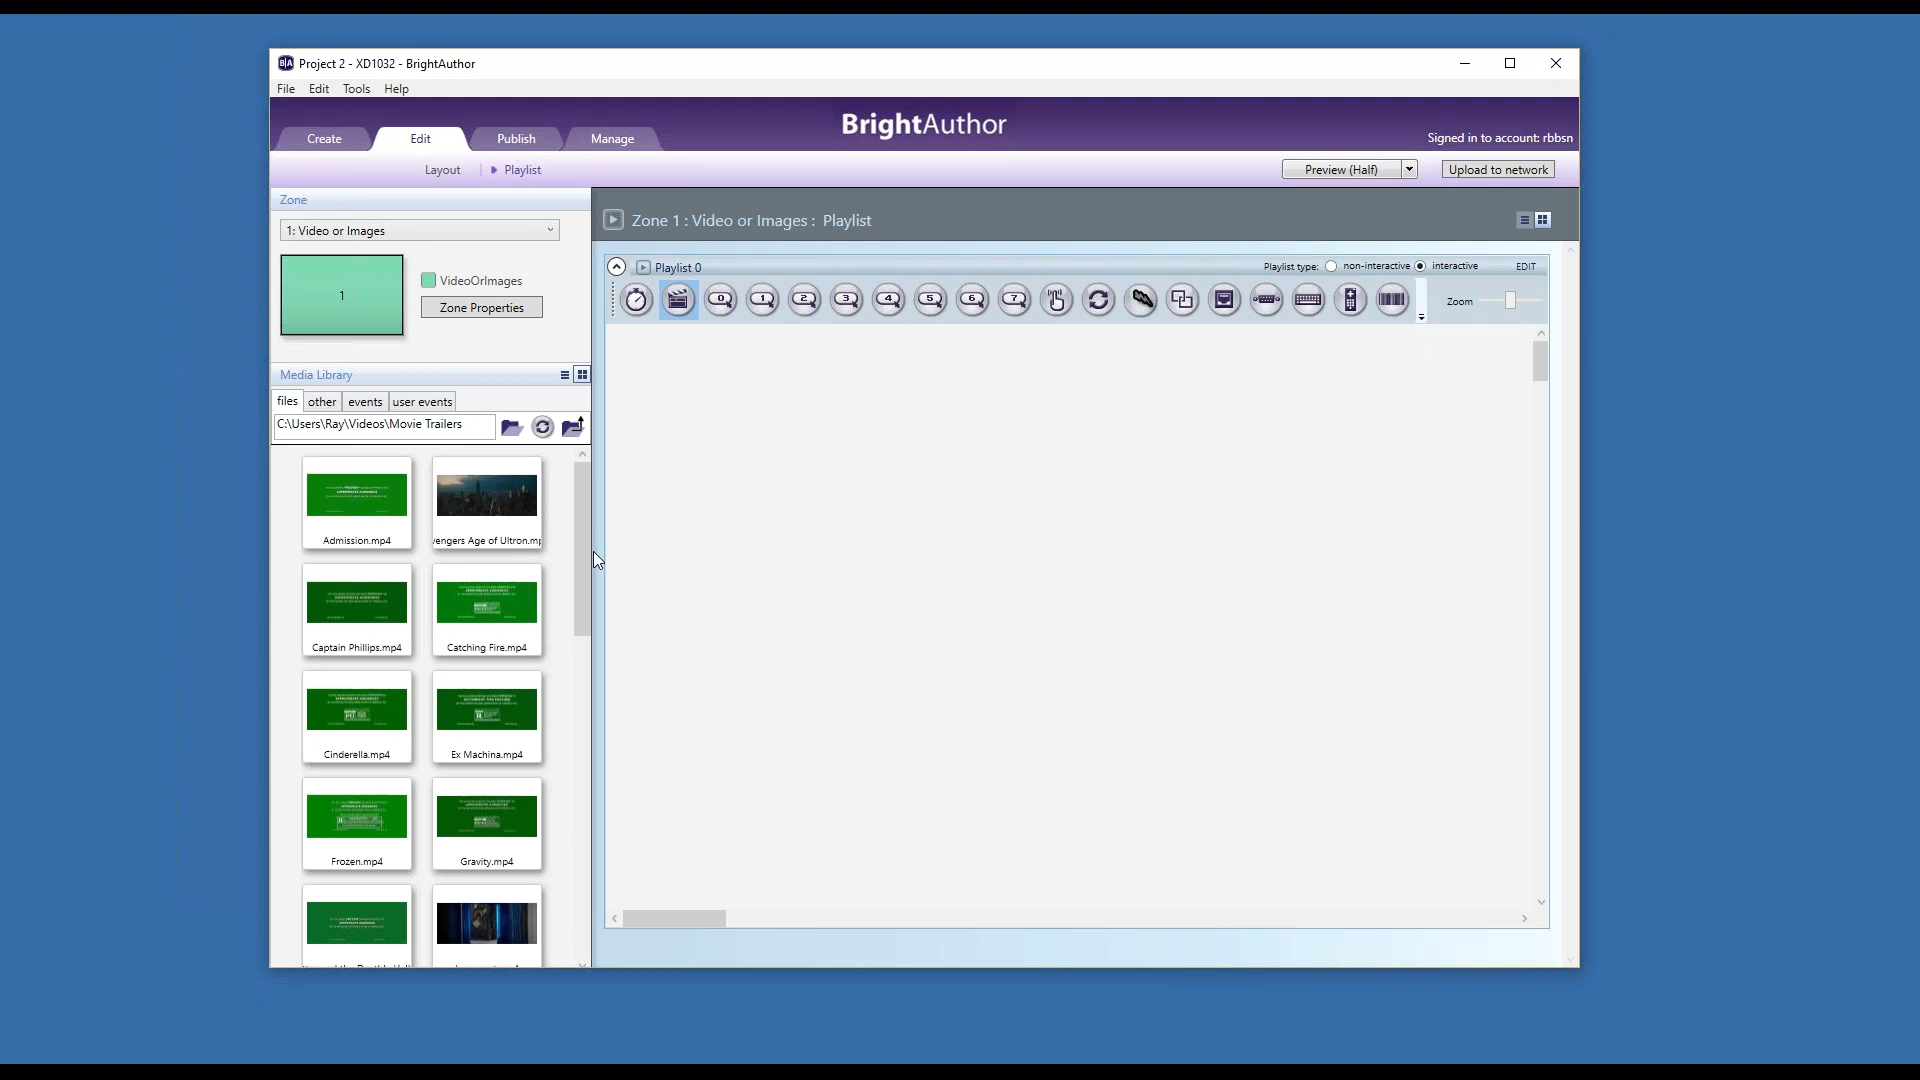 BA Project 2 - XD1032 - BrightAuthor
File Edit Tools Help
BrightAuthor
Create Edit Publish Manage
Signed in to account: rbbsn
Layout Playlist
Preview (Half)
Upload to network
Zone
1: Video or Images
1
VideoOrImages
Zone Properties
Zone 1 : Video or Images : Playlist
Playlist 0
Playlist type: non-interactive interactive EDIT
0 1 2 3 4 5 6 7
Zoom
Media Library
files other events user events
C:\Users\Ray\Videos\Movie Trailers
Admission.mp4
Age of Ultron.
Captain Phillips.mp4
Catching Fire.mp4
Cinderella.mp4
Ex Machina.mp4
Frozen.mp4
Gravity.mp4